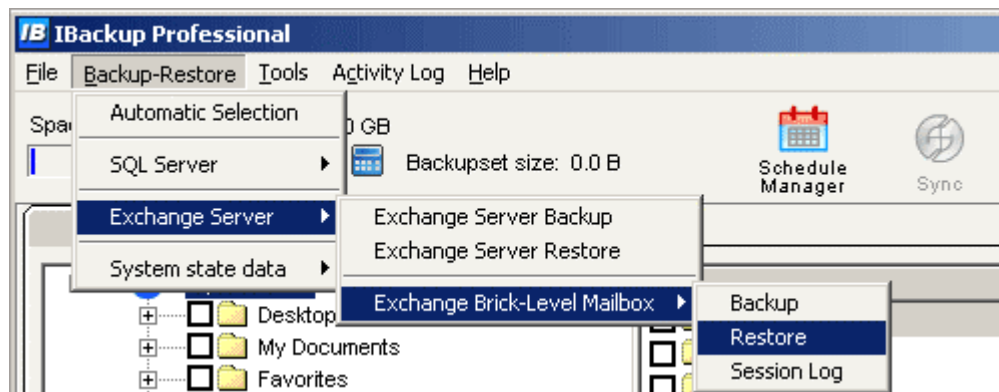 IB IBackup Professional
File Backup-Restore Tools Activity Log Help
Automatic Selection
GB
SQL Server
Backupset size: 0.0 B
Schedule
Manager
Sync
Exchange Server
Exchange Server Backup
Exchange Server Restore
System state data
Exchange Brick-Level Mailbox
Backup
Desktop
Restore
My Documents
Session Log
Favorites